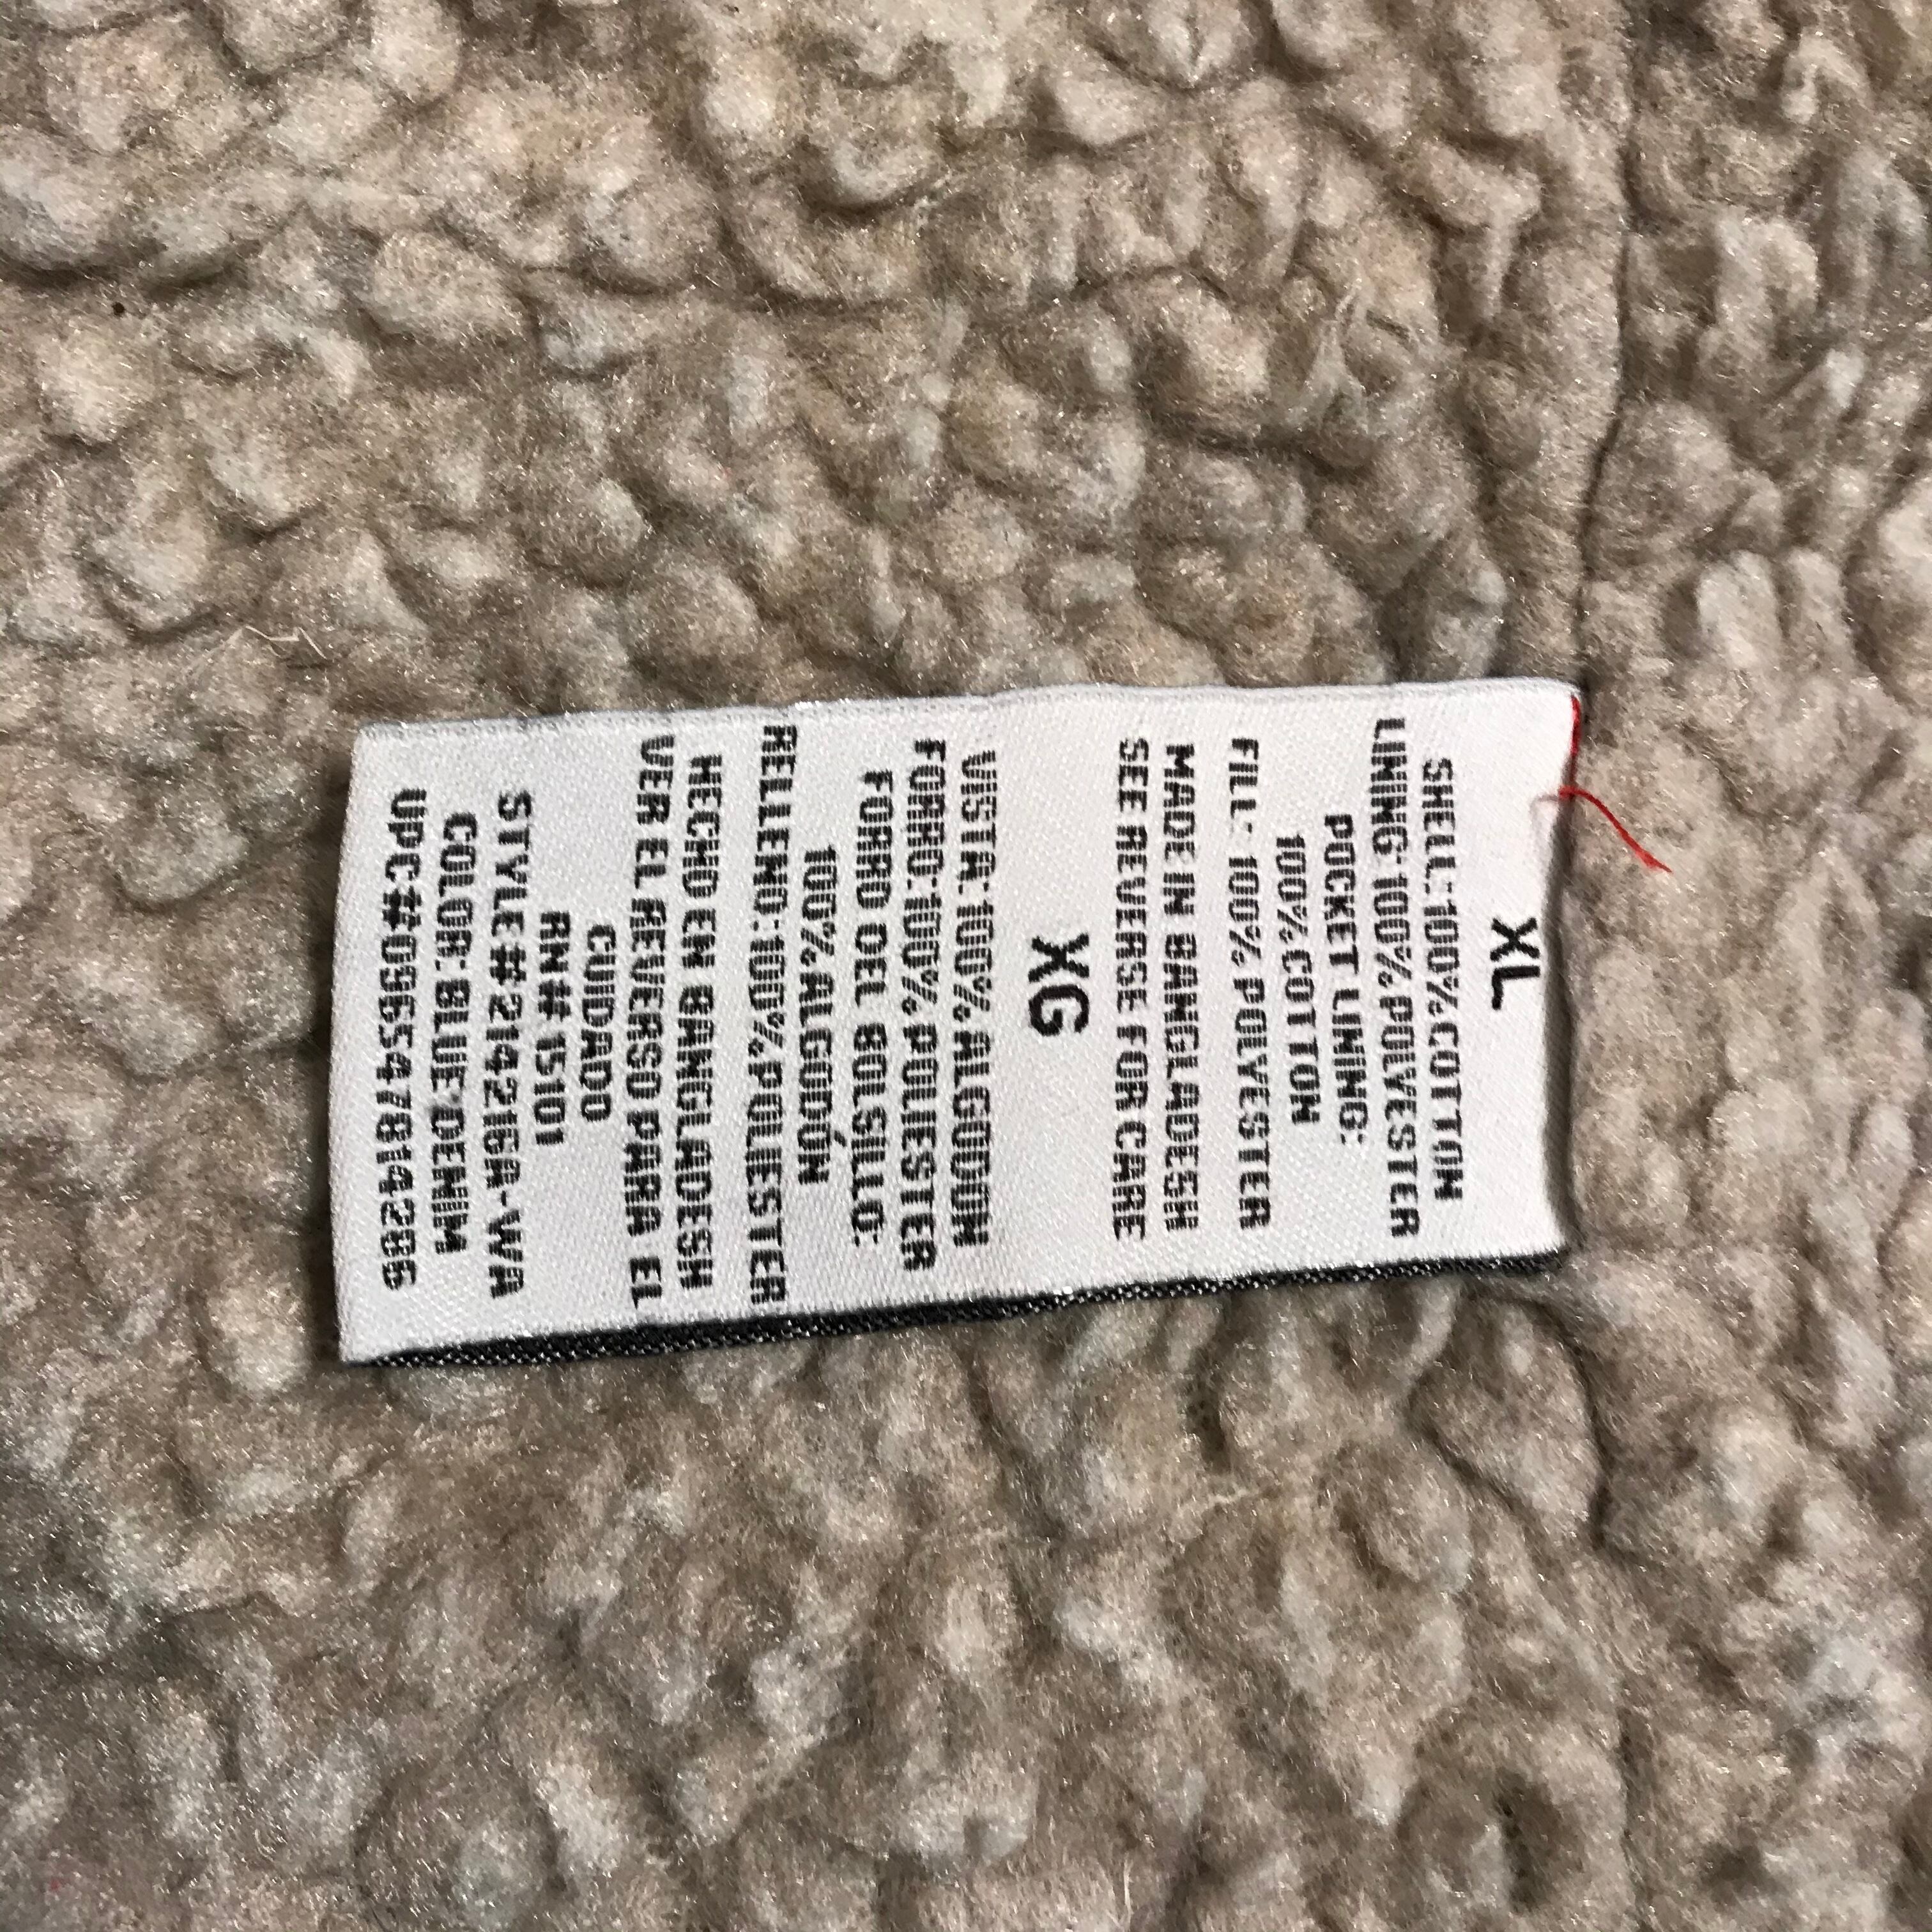 XL
SHELL:100% COTTON
LINING:100% POLYESTER
POCKET LINING:
100% COTTON
FILL: 100% POLYESTER
MADE IN BANGLADESH
SEE REVERSE FOR CARE
XG
VISTA:100% ALGODÓN
FORRO:100% POLIESTER
FORRO DEL BOLSILLO:
100% ALGODÓN
RELLENO:100% POLIESTER
HECHO EN BANGLADESH
VER EL REVERSO PARA EL
CUIDADO
RN# 15101
STYLE#214216A-WA
COLOR: BLUE DENIM
UPC#096547814286